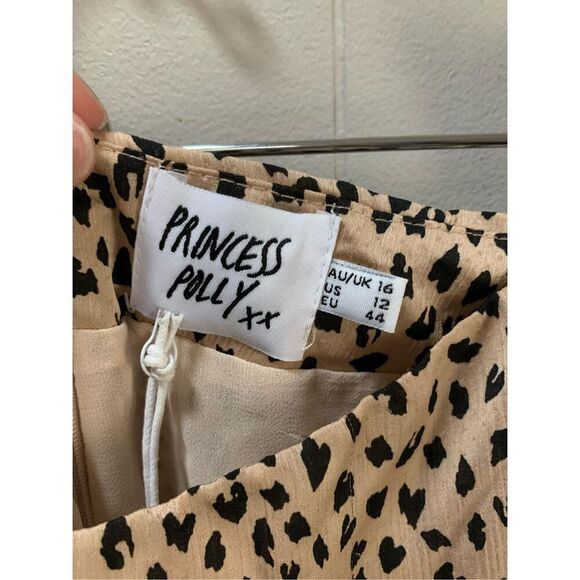 PRINCESS
POLLY xx
AU/UK 16
US 12
EU 44